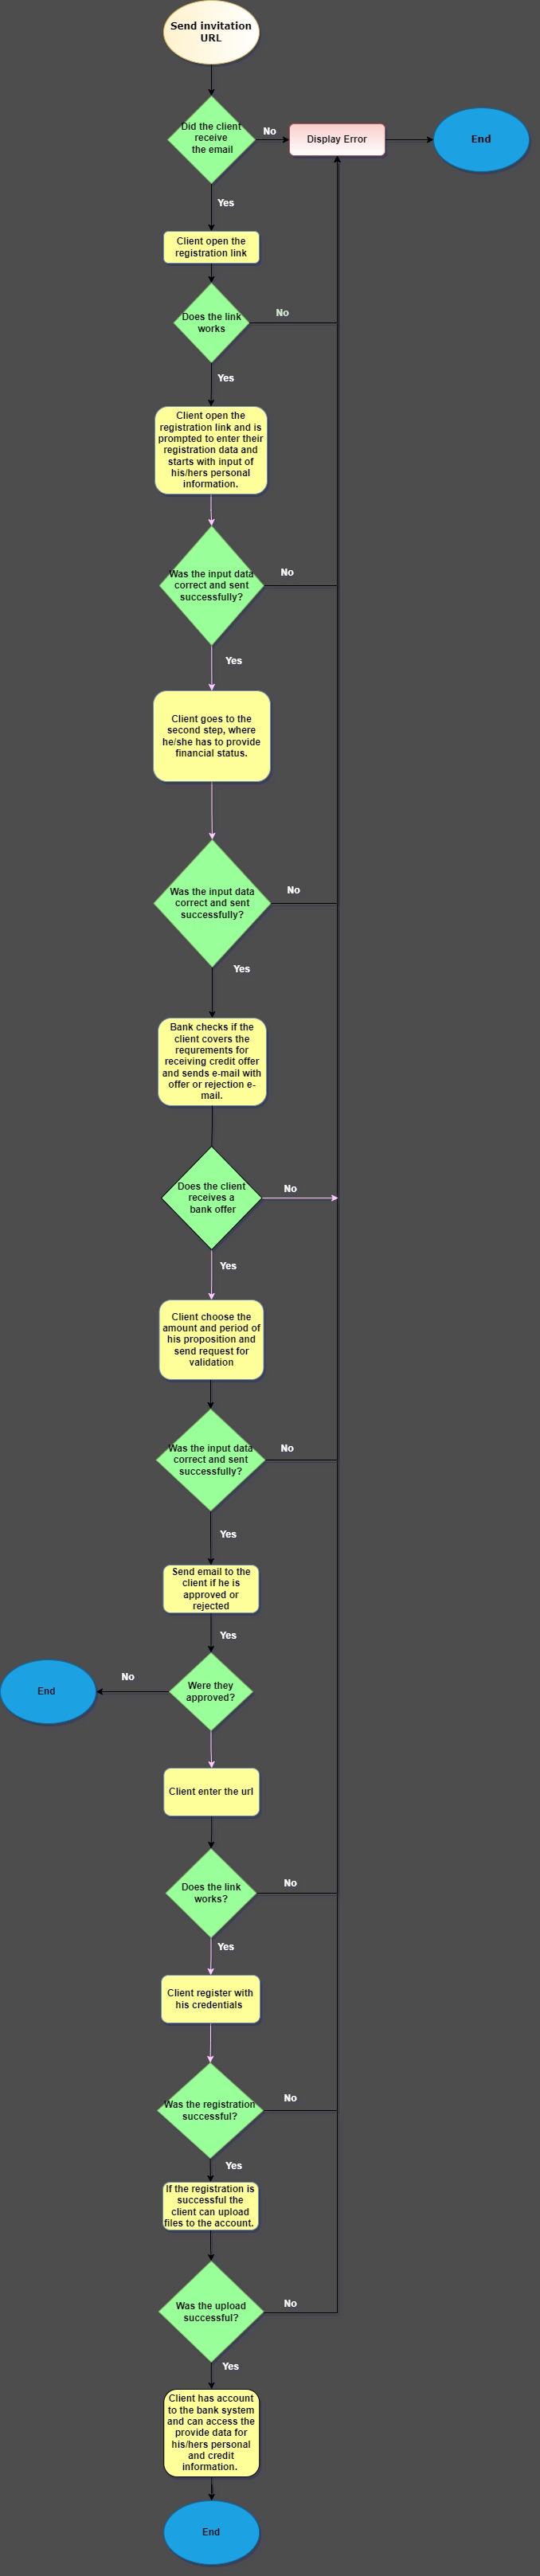 Send invitation
URL
Did the client
receive
the email
No
Display Error
End
Yes
Client open the
registration link
Does the link
works
No
Yes
Client open the
registration link and is
prompted to enter their
registration data and
starts with input of
his/hers personal
information.
Was the input data
correct and sent
successfully?
No
Yes
Client goes to the
second step, where
he/she has to provide
financial status.
Was the input data
correct and sent
successfully?
No
Yes
Bank checks if the
client covers the
requrements for
receiving credit offer
and sends e-mail with
offer or rejection e-
mail.
Does the client
receives a
bank offer
No
Yes
Client choose the
amount and period of
his proposition and
send request for
validation
Was the input data
correct and sent
successfully?
No
Yes
Send email to the
client if he is
approved or
rejected
Yes
Were they
approved?
No
End
Client enter the url
Does the link
works?
No
Yes
Client register with
his credentials
Was the registration
successful?
No
Yes
If the registration is
successful the
client can upload
files to the account.
Was the upload
successful?
No
Yes
Client has account
to the bank system
and can access the
provide data for
his/hers personal
and credit
information.
End